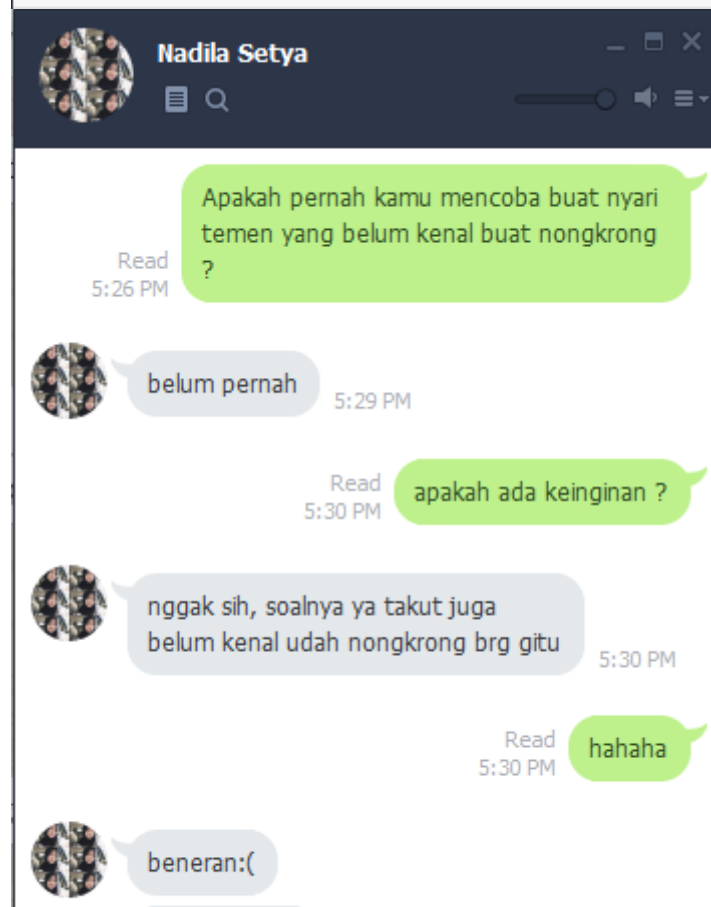 Nadila Setya
Apakah pernah kamu mencoba buat nyari
temen yang belum kenal buat nongkrong
?
Read
5:26 PM
belum pernah
5:29 PM
Read
5:30 PM
apakah ada keinginan ?
nggak sih, soalnya ya takut juga
belum kenal udah nongkrong brg gitu
5:30 PM
Read
5:30 PM
hahaha
beneran:(